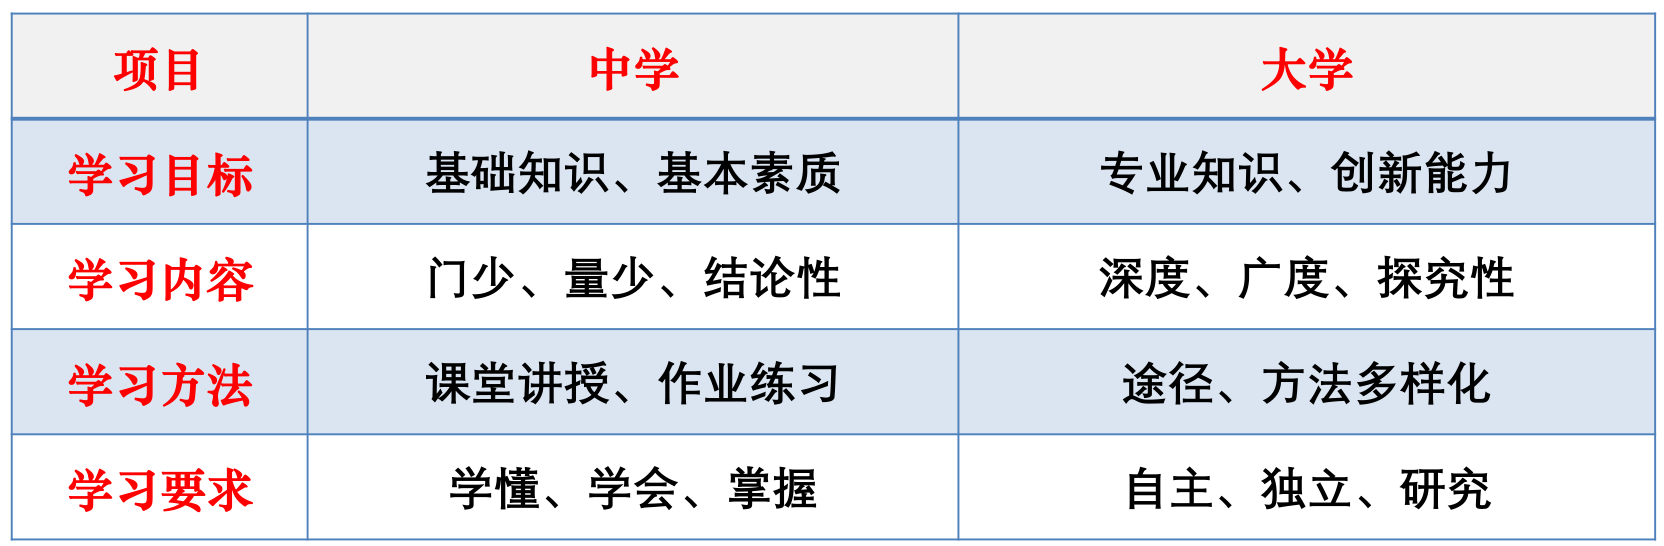 项目 中学 大学
学习目标 基础知识、基本素质 专业知识、创新能力
学习内容 门少、量少、结论性 深度、广度、探究性
学习方法 课堂讲授、作业练习 途径、方法多样化
学习要求 学懂、学会、掌握 自主、独立、研究